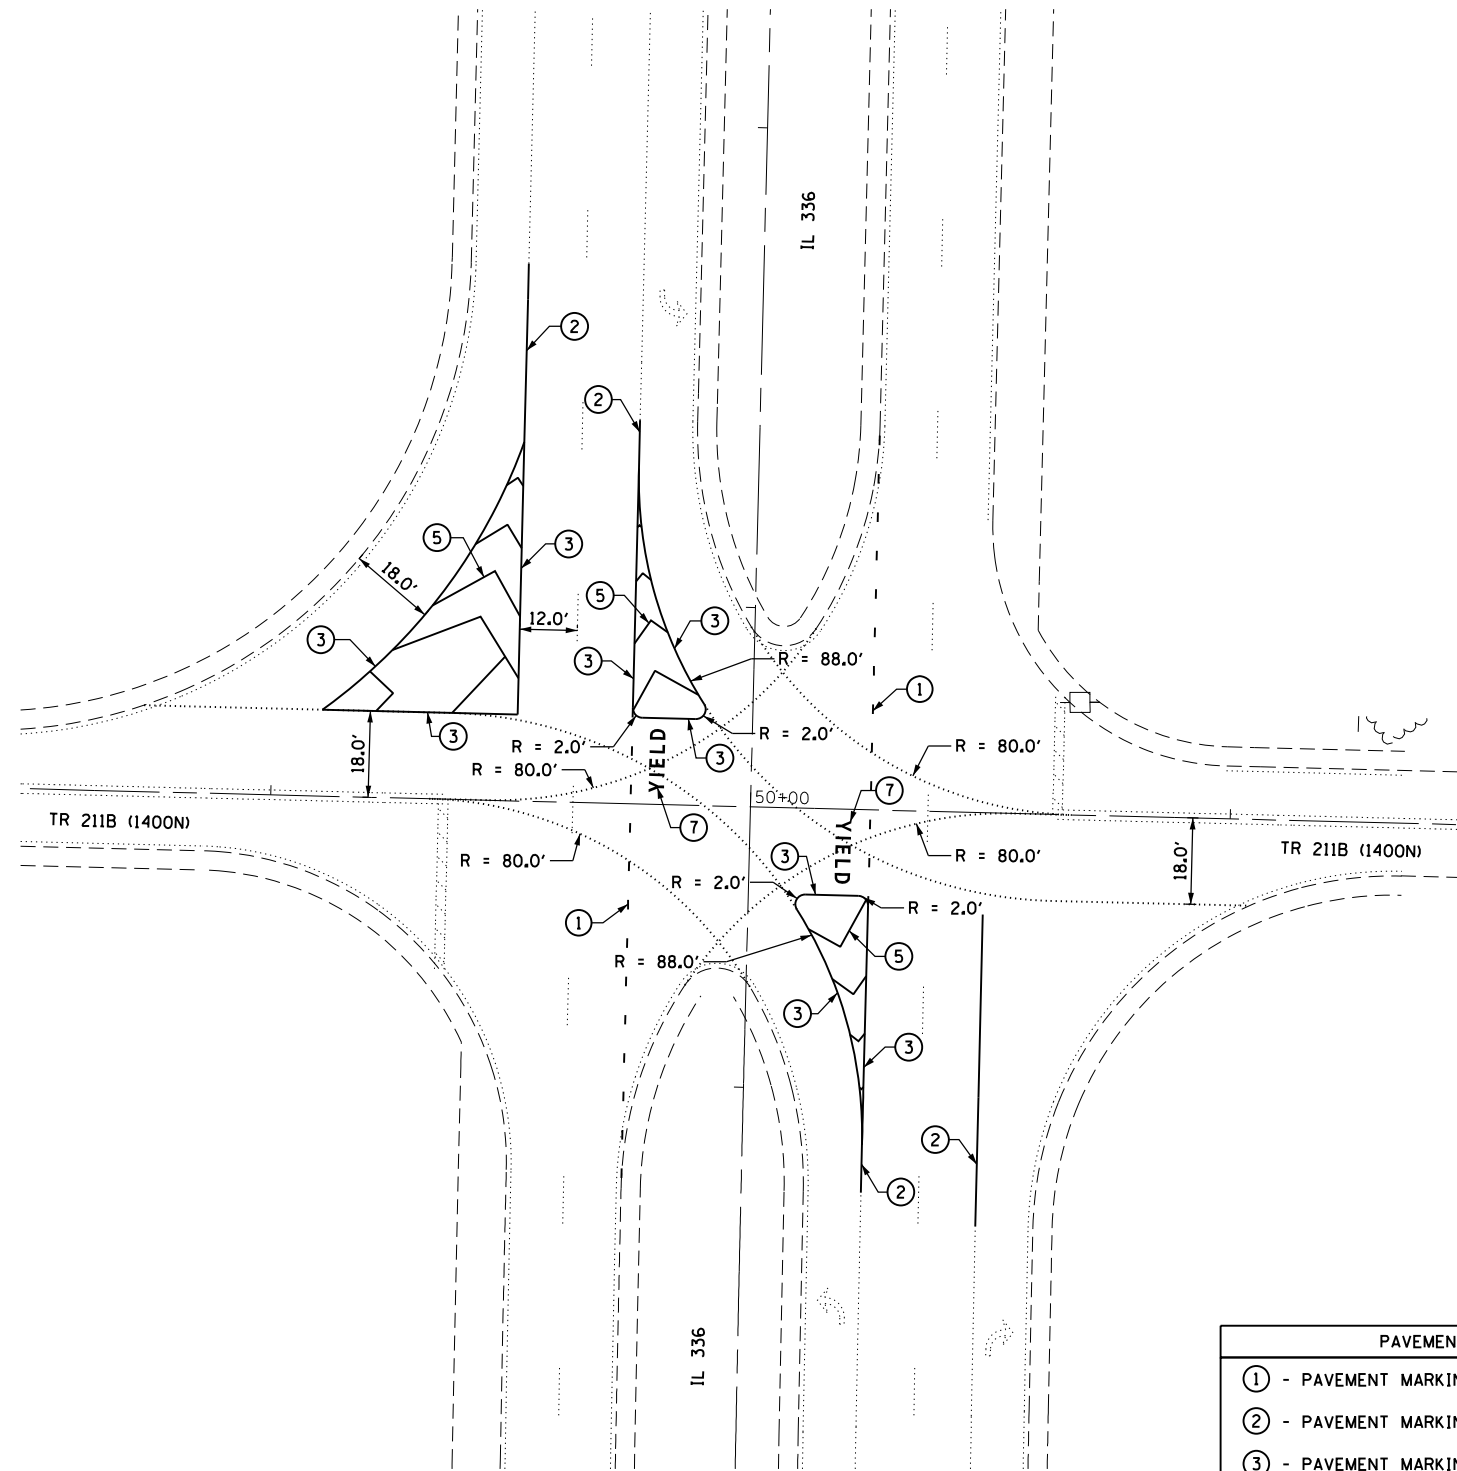 IL 336
2
2
5
3
18.0'
5
12.0'
3
3
3
R = 88.0'
1
3
R = 2.0'
R = 2.0'
3
YIELD
R = 80.0'
R = 80.0'
18.0'
50+00
7
TR 211B (1400N)
7
YIELD
3
R = 80.0'
R = 80.0'
18.0'
TR 211B (1400N)
R = 2.0'
R = 2.0'
1
R = 88.0'
5
3
3
2
2
IL 336
PAVEMEN
1 - PAVEMENT MARKIN
2 - PAVEMENT MARKIN
3 - PAVEMENT MARKIN